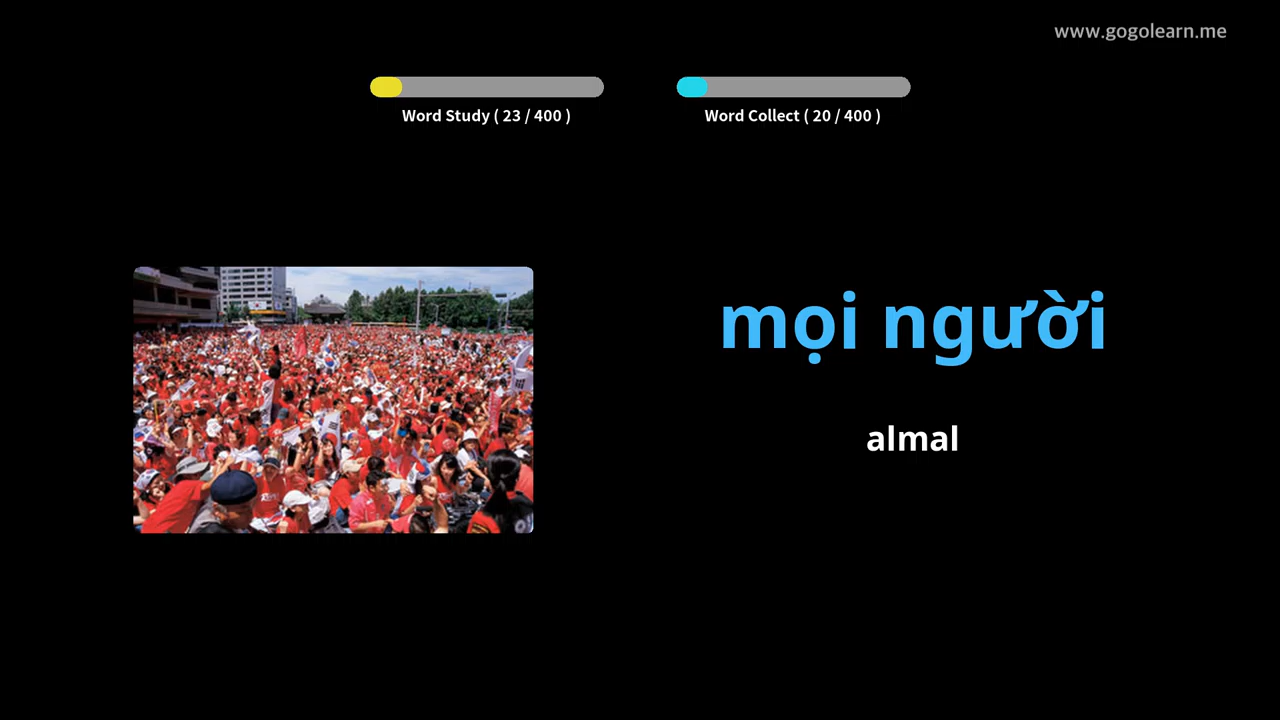 www.gogolearn.me
Word Study ( 23 / 400 )
Word Collect ( 20 / 400 )
mọi người
almal